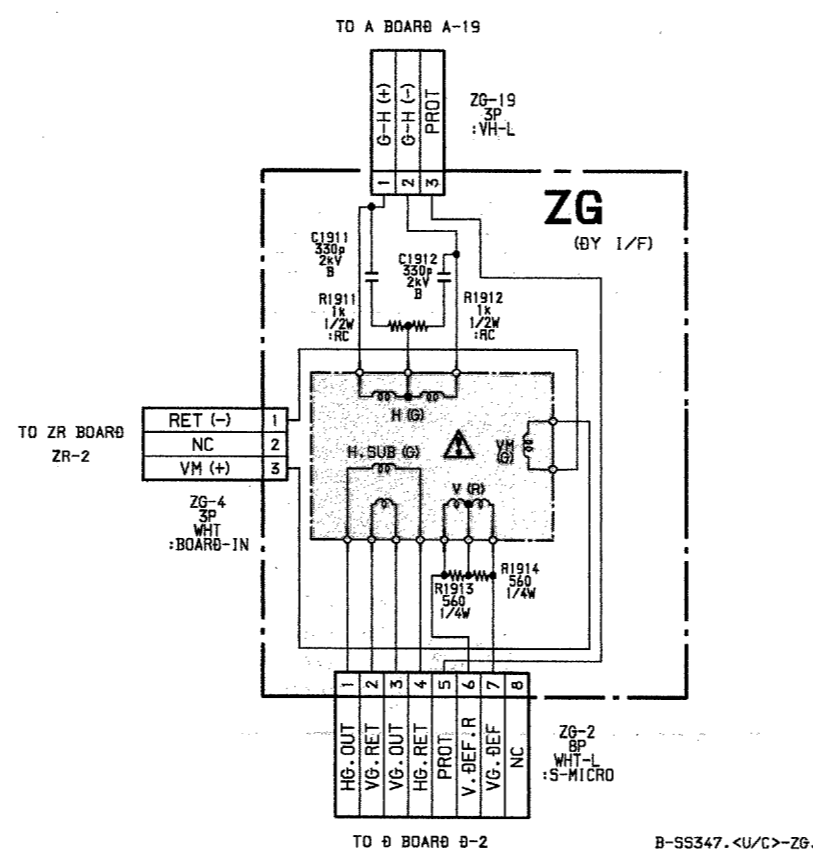 TO A BOARD A-19
G-H (+)
G-H (-)
PROT
1
2
3
ZG-19
3P
:VH-L
ZG
(DY I/F)
C1911
330p
2kV
B
C1912
330p
2kV
B
R1911
1k
1/2W
:RC
R1912
1k
1/2W
:RC
TO ZR BOARD
ZR-2
RET (-)
1
NC
2
VM (+)
3
ZG-4
3P
WHT
:BOARD-IN
H (G)
H.SUB (G)
VM
(G)
V (R)
R1913
560
1/4W
R1914
560
1/4W
1
2
3
4
5
6
7
8
HG.OUT
VG.RET
VG.OUT
HG.RET
PROT
V.DEF.R
VG.DEF
NC
ZG-2
8P
WHT-L
:S-MICRO
TO D BOARD D-2
B-SS347.<U/C>-ZG.